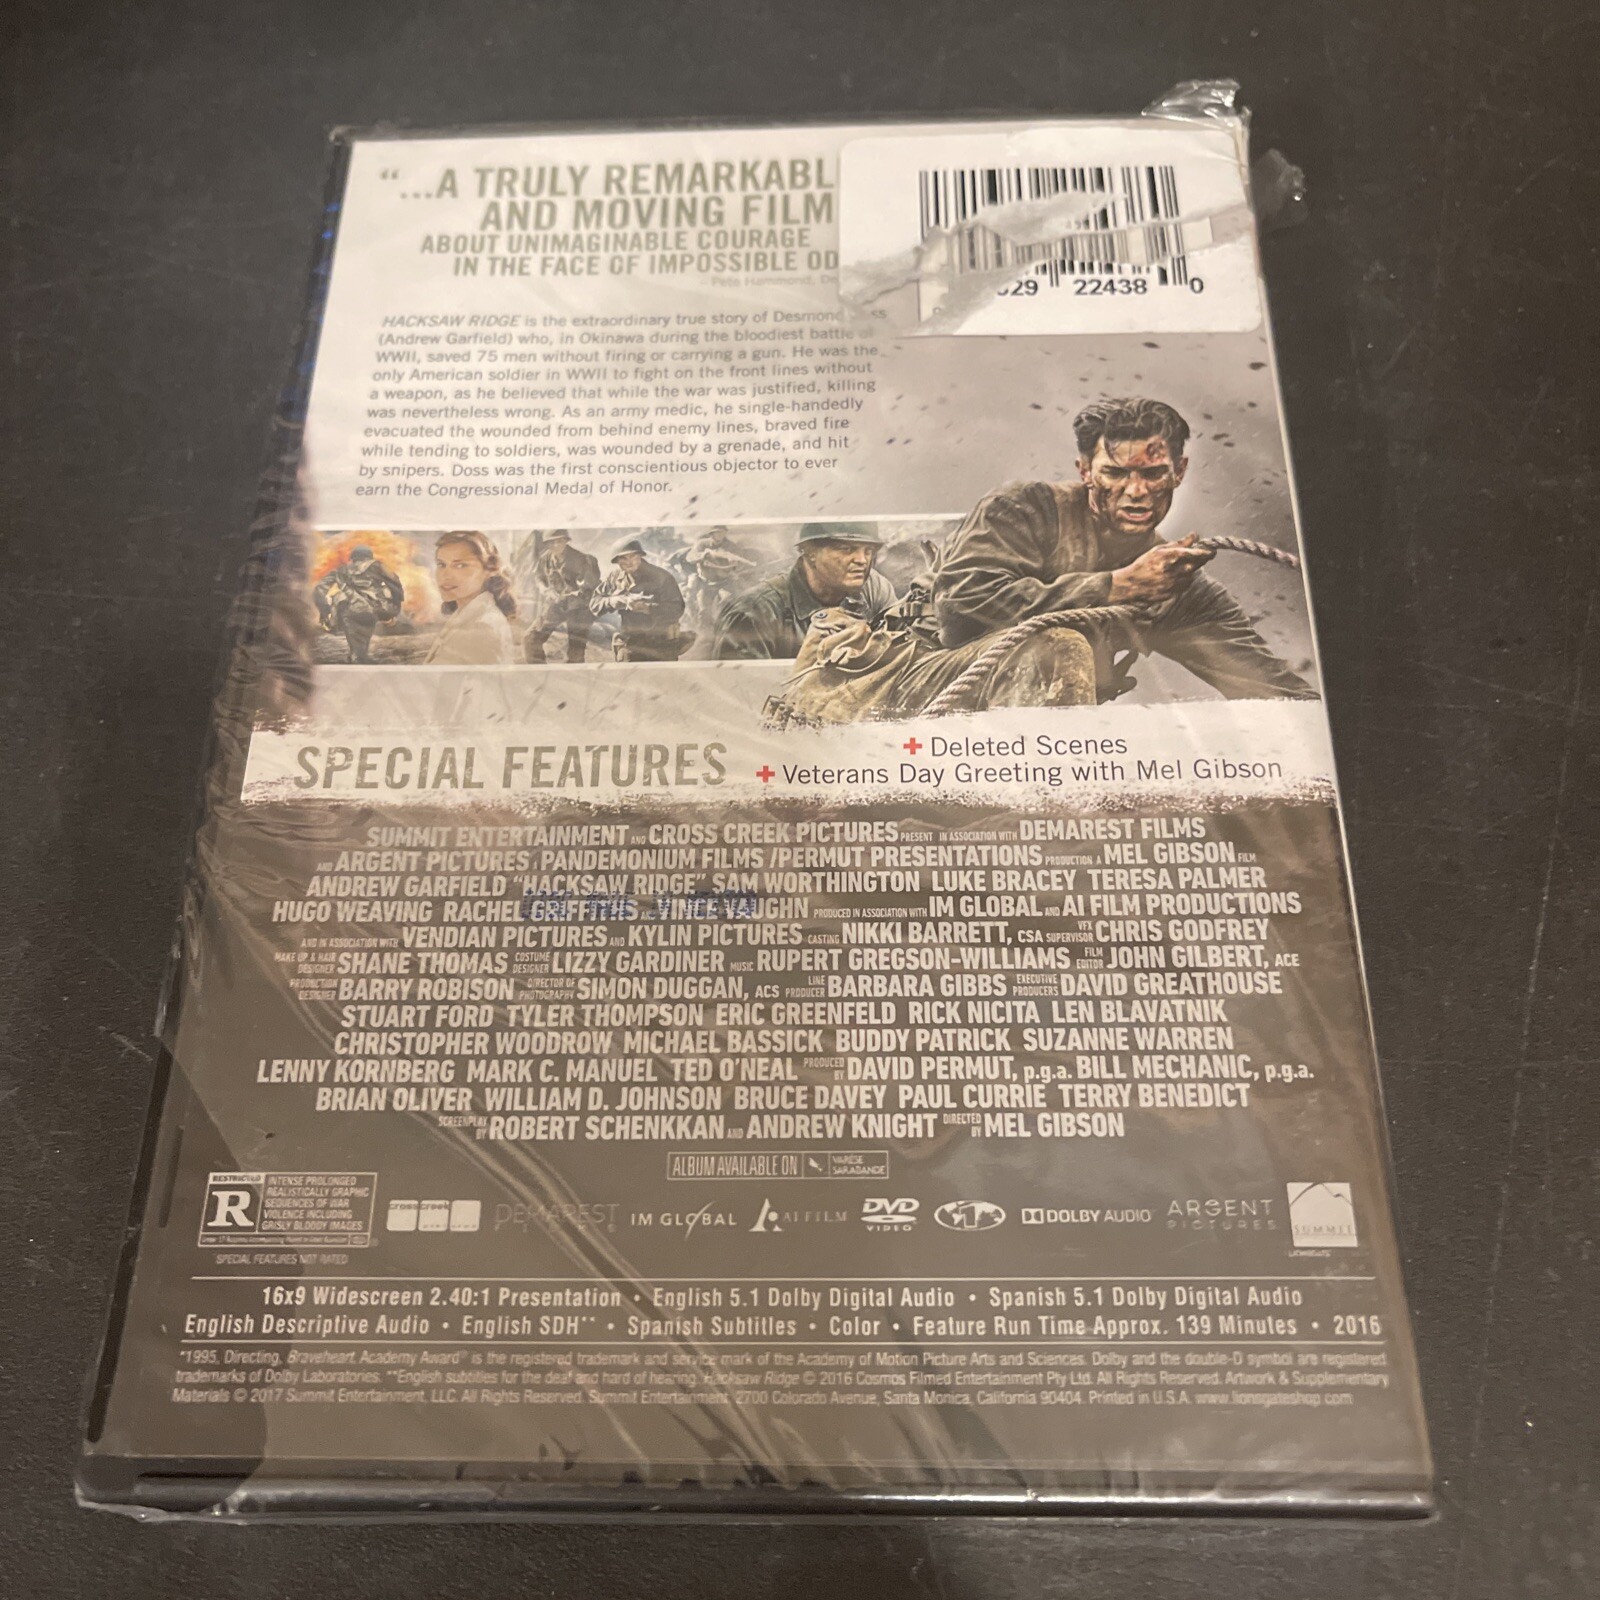 “...A TRULY REMARKABL
AND MOVING FILM
ABOUT UNIMAGINABLE COURAGE
IN THE FACE OF IMPOSSIBLE OD
- Pete Hammond, De
29 22438 0
HACKSAW RIDGE is the extraordinary true story of Desmond
(Andrew Garfield) who, in Okinawa during the bloodiest battle of
WWII, saved 75 men without firing or carrying a gun. He was the
only American soldier in WWII to fight on the front lines without
a weapon, as he believed that while the war was justified, killing
was nevertheless wrong. As an army medic, he single-handedly
evacuated the wounded from behind enemy lines, braved fire
while tending to soldiers, was wounded by a grenade, and hit
by snipers. Doss was the first conscientious objector to ever
earn the Congressional Medal of Honor.
SPECIAL FEATURES
+ Deleted Scenes
+ Veterans Day Greeting with Mel Gibson
SUMMIT ENTERTAINMENT AND CROSS CREEK PICTURES PRESENT IN ASSOCIATION WITH DEMAREST FILMS
AND ARGENT PICTURES, PANDEMONIUM FILMS /PERMUT PRESENTATIONS PRODUCTION A MEL GIBSON FILM
ANDREW GARFIELD “HACKSAW RIDGE” SAM WORTHINGTON LUKE BRACEY TERESA PALMER
HUGO WEAVING RACHEL GRIFFITHS AND VINCE VAUGHN PRODUCED IN ASSOCIATION WITH IM GLOBAL AND AI FILM PRODUCTIONS
AND IN ASSOCIATION WITH VENDIAN PICTURES AND KYLIN PICTURES CASTING NIKKI BARRETT, CSA VFX SUPERVISOR CHRIS GODFREY
MAKE UP & HAIR DESIGNER SHANE THOMAS COSTUME DESIGNER LIZZY GARDINER MUSIC RUPERT GREGSON-WILLIAMS FILM EDITOR JOHN GILBERT, ACE
PRODUCTION DESIGNER BARRY ROBISON DIRECTOR OF PHOTOGRAPHY SIMON DUGGAN, ACS LINE PRODUCER BARBARA GIBBS EXECUTIVE PRODUCERS DAVID GREATHOUSE
STUART FORD TYLER THOMPSON ERIC GREENFELD RICK NICITA LEN BLAVATNIK
CHRISTOPHER WOODROW MICHAEL BASSICK BUDDY PATRICK SUZANNE WARREN
LENNY KORNBERG MARK C. MANUEL TED O'NEAL PRODUCED BY DAVID PERMUT, p.g.a. BILL MECHANIC, p.g.a.
BRIAN OLIVER WILLIAM D. JOHNSON BRUCE DAVEY PAUL CURRIE TERRY BENEDICT
SCREENPLAY BY ROBERT SCHENKKAN AND ANDREW KNIGHT DIRECTED BY MEL GIBSON
ALBUM AVAILABLE ON VARÈSE SARABANDE
RESTRICTED
R
INTENSE PROLONGED
REALISTICALLY GRAPHIC
SEQUENCES OF WAR
VIOLENCE INCLUDING
GRISLY BLOODY IMAGES
SPECIAL FEATURES NOT RATED
cross creek pictures DEMAREST IM GLOBAL AI FILM DVD VIDEO 1 DOLBY AUDIO ARGENT PICTURES SUMMIT LIONSGATE
16x9 Widescreen 2.40:1 Presentation • English 5.1 Dolby Digital Audio • Spanish 5.1 Dolby Digital Audio
English Descriptive Audio • English SDH** • Spanish Subtitles • Color • Feature Run Time Approx. 139 Minutes • 2016
*1995, Directing, Braveheart. Academy Award® is the registered trademark and service mark of the Academy of Motion Picture Arts and Sciences. Dolby and the double-D symbol are registered
trademarks of Dolby Laboratories. **English subtitles for the deaf and hard of hearing. Hacksaw Ridge © 2016 Cosmos Filmed Entertainment Pty Ltd. All Rights Reserved. Artwork & Supplementary
Materials © 2017 Summit Entertainment, LLC. All Rights Reserved. Summit Entertainment, 2700 Colorado Avenue, Santa Monica, California 90404. Printed in U.S.A. www.lionsgateshop.com